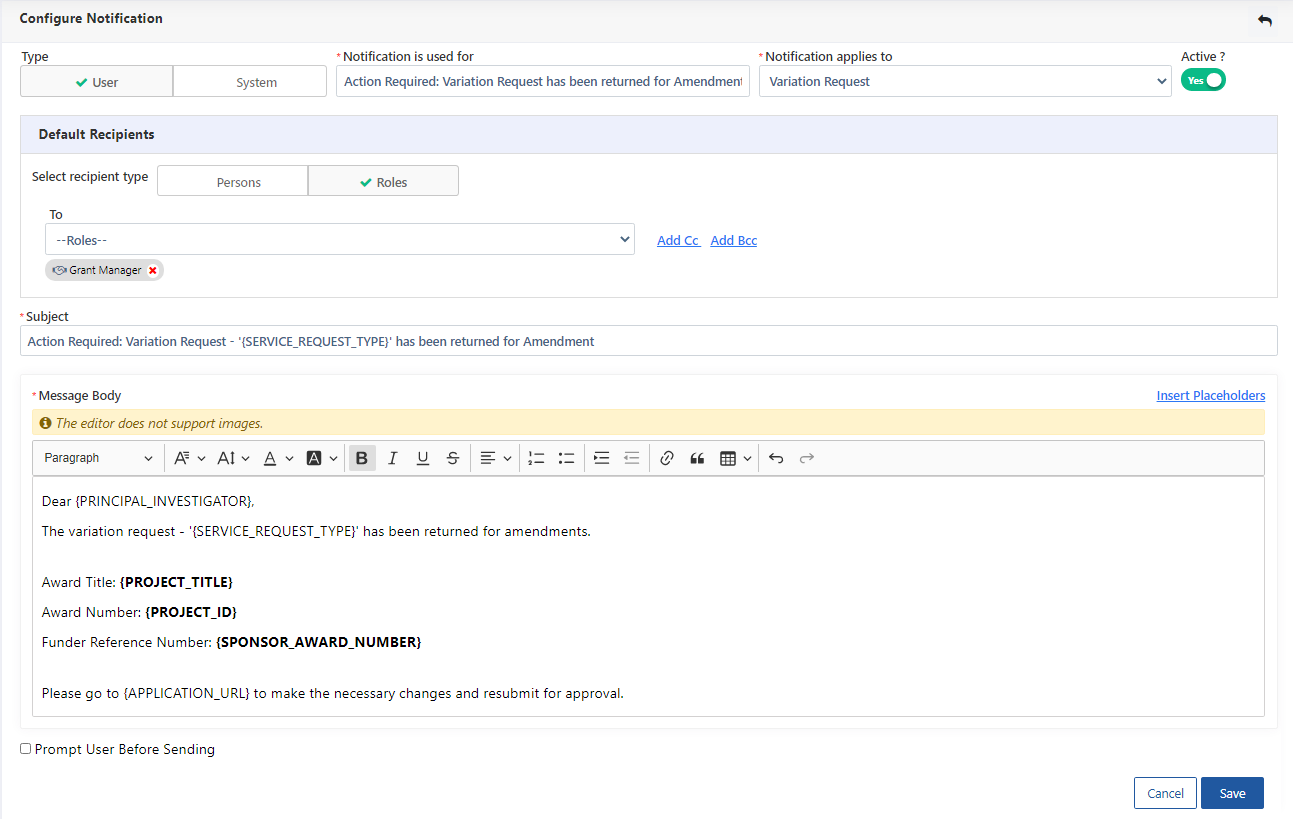 Configure Notification
Type
*Notification is used for
*Notification applies to
Active ?
User
System
Action Required: Variation Request has been returned for Amendment
Variation Request
Yes
Default Recipients
Select recipient type
Persons
Roles
To
--Roles--
Add Cc
Add Bcc
Grant Manager
*Subject
Action Required: Variation Request - '{SERVICE_REQUEST_TYPE}' has been returned for Amendment
*Message Body
Insert Placeholders
The editor does not support images.
Paragraph
Dear {PRINCIPAL_INVESTIGATOR},
The variation request - '{SERVICE_REQUEST_TYPE}' has been returned for amendments.
Award Title: {PROJECT_TITLE}
Award Number: {PROJECT_ID}
Funder Reference Number: {SPONSOR_AWARD_NUMBER}
Please go to {APPLICATION_URL} to make the necessary changes and resubmit for approval.
Prompt User Before Sending
Cancel
Save